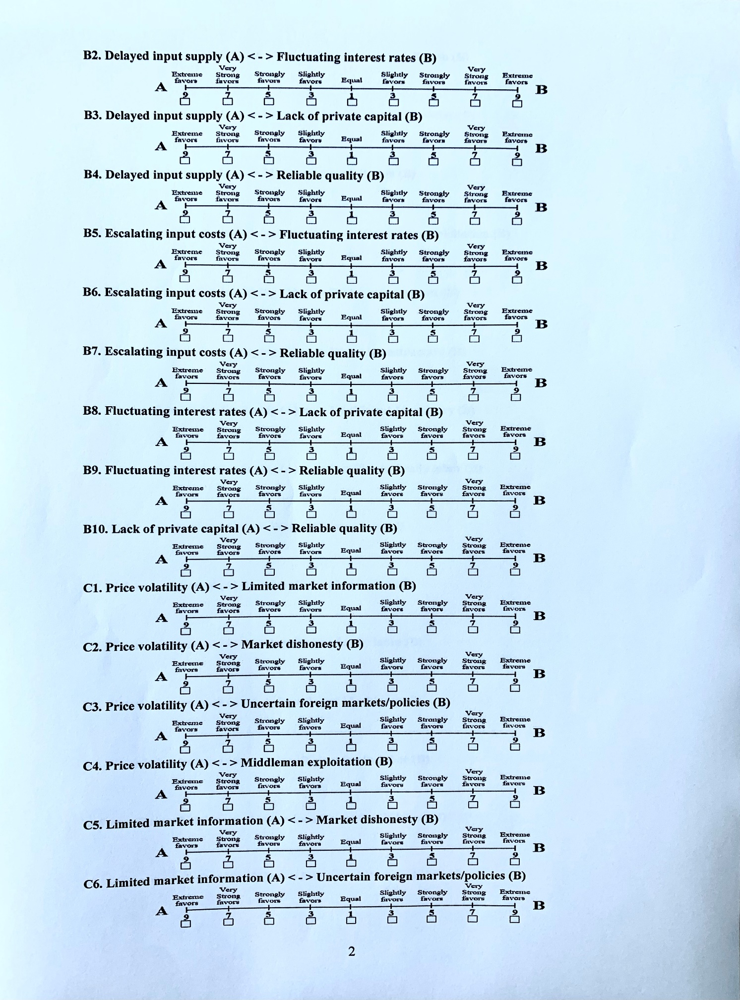 B2. Delayed input supply (A) < - > Fluctuating interest rates (B)
A Extreme favors 9 Very Strong favors 7 Strongly favors 5 Slightly favors 3 Equal 1 Slightly favors 3 Strongly favors 5 Very Strong favors 7 Extreme favors 9 B
B3. Delayed input supply (A) < - > Lack of private capital (B)
A Extreme favors 9 Very Strong favors 7 Strongly favors 5 Slightly favors 3 Equal 1 Slightly favors 3 Strongly favors 5 Very Strong favors 7 Extreme favors 9 B
B4. Delayed input supply (A) < - > Reliable quality (B)
A Extreme favors 9 Very Strong favors 7 Strongly favors 5 Slightly favors 3 Equal 1 Slightly favors 3 Strongly favors 5 Very Strong favors 7 Extreme favors 9 B
B5. Escalating input costs (A) < - > Fluctuating interest rates (B)
A Extreme favors 9 Very Strong favors 7 Strongly favors 5 Slightly favors 3 Equal 1 Slightly favors 3 Strongly favors 5 Very Strong favors 7 Extreme favors 9 B
B6. Escalating input costs (A) < - > Lack of private capital (B)
A Extreme favors 9 Very Strong favors 7 Strongly favors 5 Slightly favors 3 Equal 1 Slightly favors 3 Strongly favors 5 Very Strong favors 7 Extreme favors 9 B
B7. Escalating input costs (A) < - > Reliable quality (B)
A Extreme favors 9 Very Strong favors 7 Strongly favors 5 Slightly favors 3 Equal 1 Slightly favors 3 Strongly favors 5 Very Strong favors 7 Extreme favors 9 B
B8. Fluctuating interest rates (A) < - > Lack of private capital (B)
A Extreme favors 9 Very Strong favors 7 Strongly favors 5 Slightly favors 3 Equal 1 Slightly favors 3 Strongly favors 5 Very Strong favors 7 Extreme favors 9 B
B9. Fluctuating interest rates (A) < - > Reliable quality (B)
A Extreme favors 9 Very Strong favors 7 Strongly favors 5 Slightly favors 3 Equal 1 Slightly favors 3 Strongly favors 5 Very Strong favors 7 Extreme favors 9 B
B10. Lack of private capital (A) < - > Reliable quality (B)
A Extreme favors 9 Very Strong favors 7 Strongly favors 5 Slightly favors 3 Equal 1 Slightly favors 3 Strongly favors 5 Very Strong favors 7 Extreme favors 9 B
C1. Price volatility (A) < - > Limited market information (B)
A Extreme favors 9 Very Strong favors 7 Strongly favors 5 Slightly favors 3 Equal 1 Slightly favors 3 Strongly favors 5 Very Strong favors 7 Extreme favors 9 B
C2. Price volatility (A) < - > Market dishonesty (B)
A Extreme favors 9 Very Strong favors 7 Strongly favors 5 Slightly favors 3 Equal 1 Slightly favors 3 Strongly favors 5 Very Strong favors 7 Extreme favors 9 B
C3. Price volatility (A) < - > Uncertain foreign markets/policies (B)
A Extreme favors 9 Very Strong favors 7 Strongly favors 5 Slightly favors 3 Equal 1 Slightly favors 3 Strongly favors 5 Very Strong favors 7 Extreme favors 9 B
C4. Price volatility (A) < - > Middleman exploitation (B)
A Extreme favors 9 Very Strong favors 7 Strongly favors 5 Slightly favors 3 Equal 1 Slightly favors 3 Strongly favors 5 Very Strong favors 7 Extreme favors 9 B
C5. Limited market information (A) < - > Market dishonesty (B)
A Extreme favors 9 Very Strong favors 7 Strongly favors 5 Slightly favors 3 Equal 1 Slightly favors 3 Strongly favors 5 Very Strong favors 7 Extreme favors 9 B
C6. Limited market information (A) < - > Uncertain foreign markets/policies (B)
A Extreme favors 9 Very Strong favors 7 Strongly favors 5 Slightly favors 3 Equal 1 Slightly favors 3 Strongly favors 5 Very Strong favors 7 Extreme favors 9 B
2